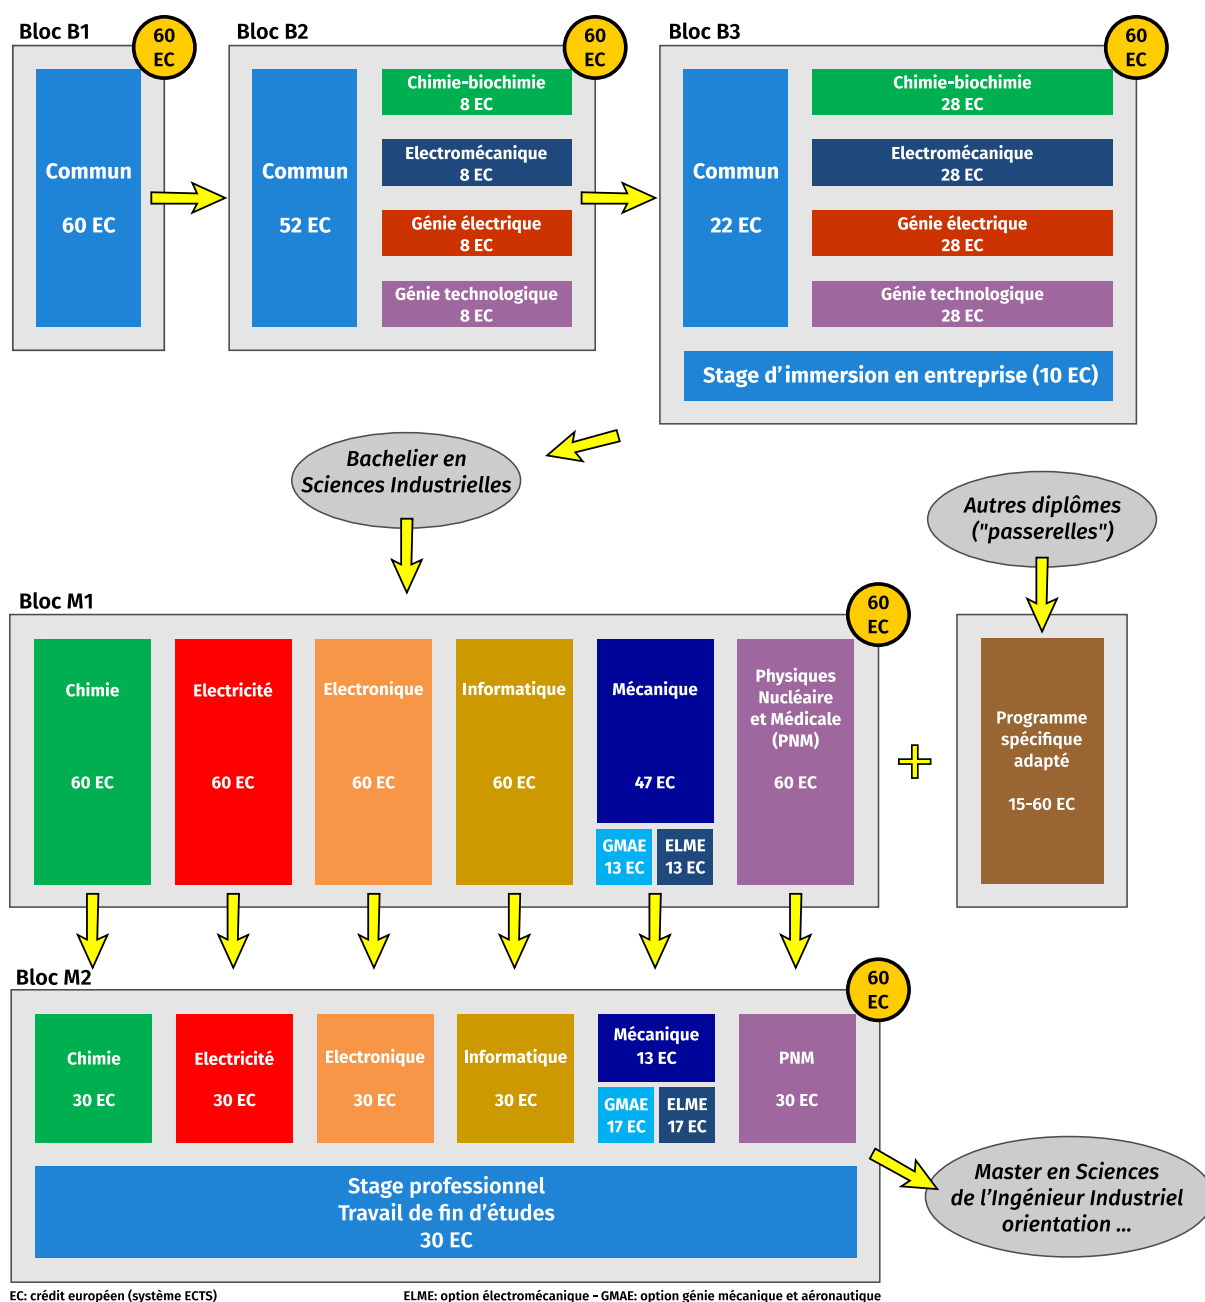 Bloc B1
60
EC
Commun
60 EC
Bloc B2
60
EC
Commun
52 EC
Chimie-biochimie
8 EC
Electromécanique
8 EC
Génie électrique
8 EC
Génie technologique
8 EC
Bloc B3
60
EC
Commun
22 EC
Chimie-biochimie
28 EC
Electromécanique
28 EC
Génie électrique
28 EC
Génie technologique
28 EC
Stage d'immersion en entreprise (10 EC)
Bachelier en
Sciences Industrielles
Autres diplômes
("passerelles")
Bloc M1
60
EC
Chimie
60 EC
Electricité
60 EC
Electronique
60 EC
Informatique
60 EC
Mécanique
47 EC
GMAE
13 EC
ELME
13 EC
Physiques
Nucléaire
et Médicale
(PNM)
60 EC
+
Programme
spécifique
adapté
15-60 EC
Bloc M2
60
EC
Chimie
30 EC
Electricité
30 EC
Electronique
30 EC
Informatique
30 EC
Mécanique
13 EC
GMAE
17 EC
ELME
17 EC
PNM
30 EC
Stage professionnel
Travail de fin d'études
30 EC
Master en Sciences
de l'Ingénieur Industriel
orientation ...
EC: crédit européen (système ECTS)
ELME: option électromécanique - GMAE: option génie mécanique et aéronautique